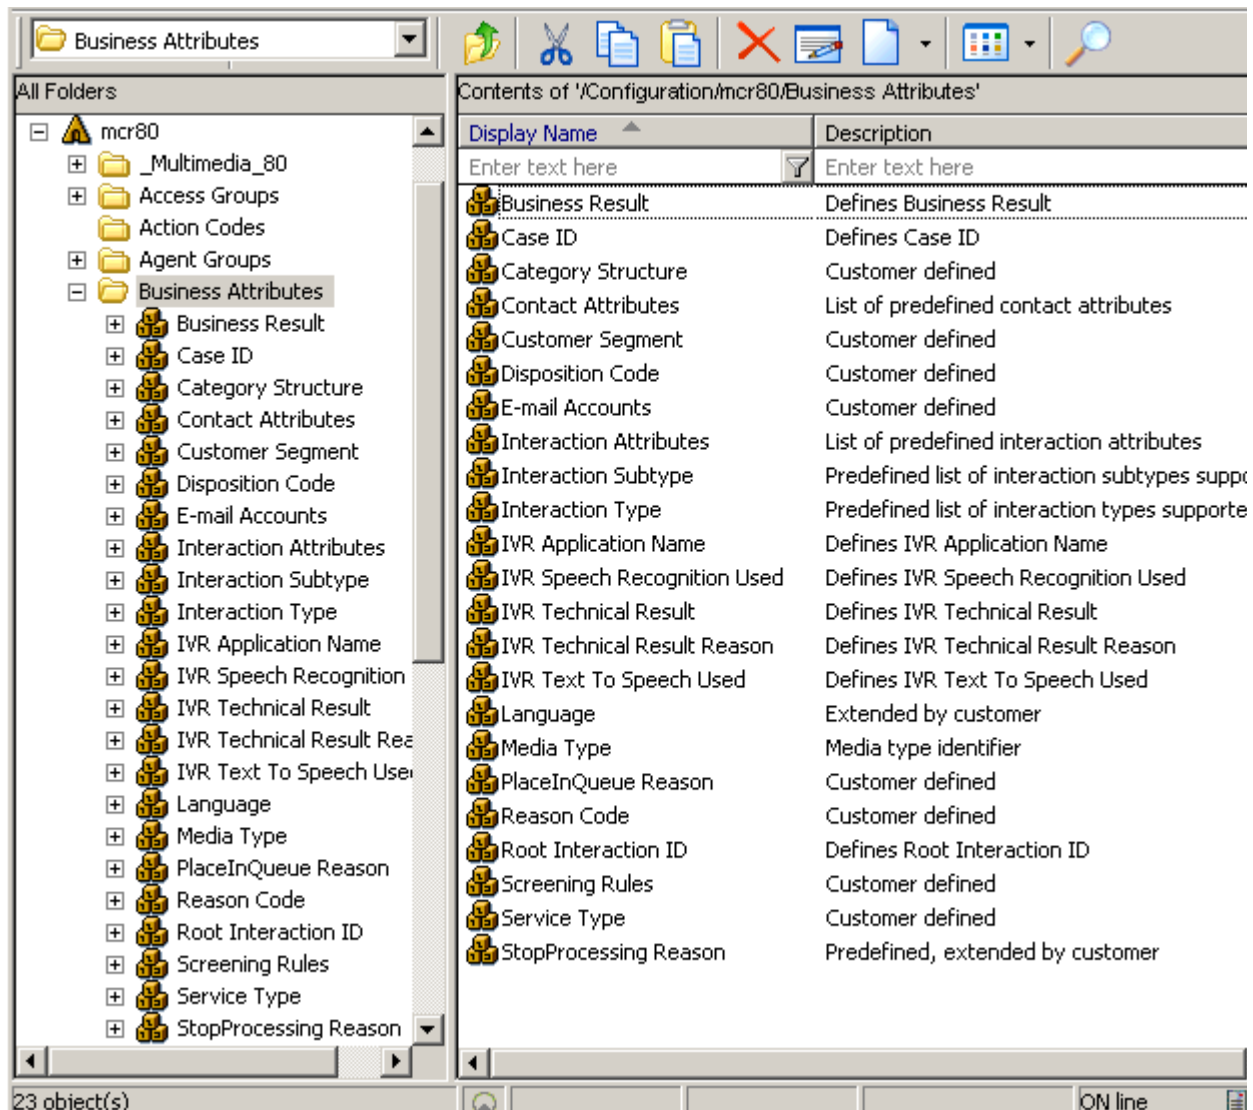 Business Attributes
All Folders
mcr80
_Multimedia_80
Access Groups
Action Codes
Agent Groups
Business Attributes
Business Result
Case ID
Category Structure
Contact Attributes
Customer Segment
Disposition Code
E-mail Accounts
Interaction Attributes
Interaction Subtype
Interaction Type
IVR Application Name
IVR Speech Recognition
IVR Technical Result
IVR Technical Result Rea
IVR Text To Speech Use
Language
Media Type
PlaceInQueue Reason
Reason Code
Root Interaction ID
Screening Rules
Service Type
StopProcessing Reason
Contents of '/Configuration/mcr80/Business Attributes'
Display Name Description
Enter text here Enter text here
Business Result Defines Business Result
Case ID Defines Case ID
Category Structure Customer defined
Contact Attributes List of predefined contact attributes
Customer Segment Customer defined
Disposition Code Customer defined
E-mail Accounts Customer defined
Interaction Attributes List of predefined interaction attributes
Interaction Subtype Predefined list of interaction subtypes suppo
Interaction Type Predefined list of interaction types supporte
IVR Application Name Defines IVR Application Name
IVR Speech Recognition Used Defines IVR Speech Recognition Used
IVR Technical Result Defines IVR Technical Result
IVR Technical Result Reason Defines IVR Technical Result Reason
IVR Text To Speech Used Defines IVR Text To Speech Used
Language Extended by customer
Media Type Media type identifier
PlaceInQueue Reason Customer defined
Reason Code Customer defined
Root Interaction ID Defines Root Interaction ID
Screening Rules Customer defined
Service Type Customer defined
StopProcessing Reason Predefined, extended by customer
23 object(s) ON line